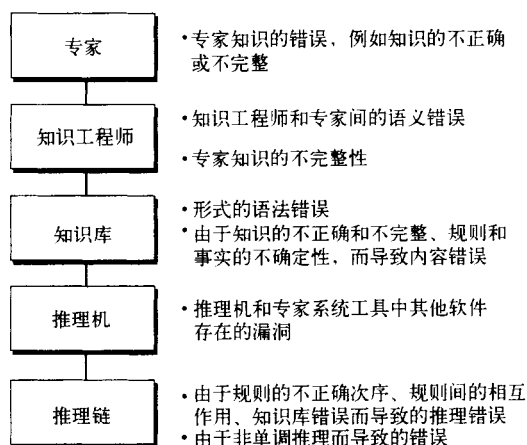 专家
•专家知识的错误，例如知识的不正确
或不完整
知识工程师
•知识工程师和专家间的语义错误
•专家知识的不完整性
知识库
•形式的语法错误
•由于知识的不正确和不完整、规则和
事实的不确定性，而导致内容错误
推理机
•推理机和专家系统工具中其他软件
存在的漏洞
推理链
•由于规则的不正确次序、规则间的相互
作用、知识库错误而导致的推理错误
•由于非单调推理而导致的错误